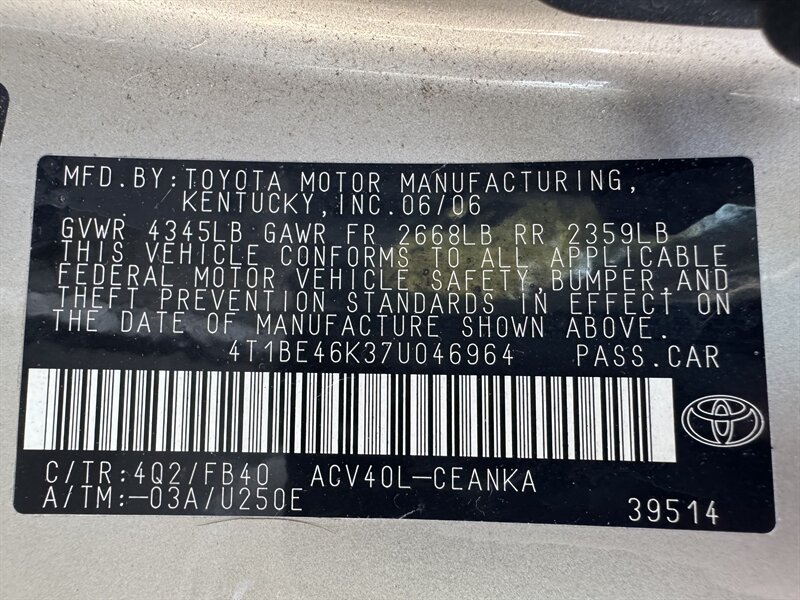 MFD.BY:TOYOTA MOTOR MANUFACTURING,
KENTUCKY,INC.06/06
GVWR 4345LB GAWR FR 2668LB RR 2359LB
THIS VEHICLE CONFORMS TO ALL APPLICABLE
FEDERAL MOTOR VEHICLE SAFETY,BUMPER,AND
THEFT PREVENTION STANDARDS IN EFFECT ON
THE DATE OF MANUFACTURE SHOWN ABOVE.
4T1BE46K37U046964 PASS.CAR
C/TR:4Q2/FB40 ACV40L-CEANKA
A/TM:-03A/U250E 39514